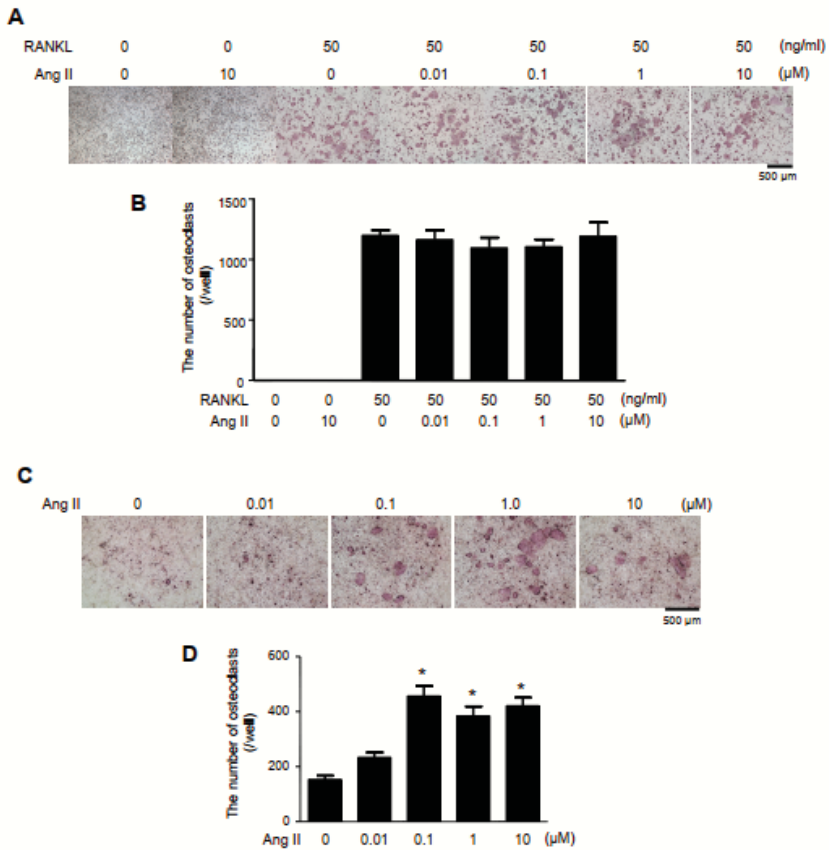 A
RANKL 0 0 50 50 50 50 50 (ng/ml)
Ang II 0 10 0 0.01 0.1 1 10 (μM)
500 μm
B
The number of osteoclasts
(/well)
1500
1000
500
0
RANKL 0 0 50 50 50 50 50 (ng/ml)
Ang II 0 10 0 0.01 0.1 1 10 (μM)
C
Ang II 0 0.01 0.1 1.0 10 (μM)
500 μm
D
The number of osteoclasts
(/well)
600
400
200
0
* * *
Ang II 0 0.01 0.1 1 10 (μM)